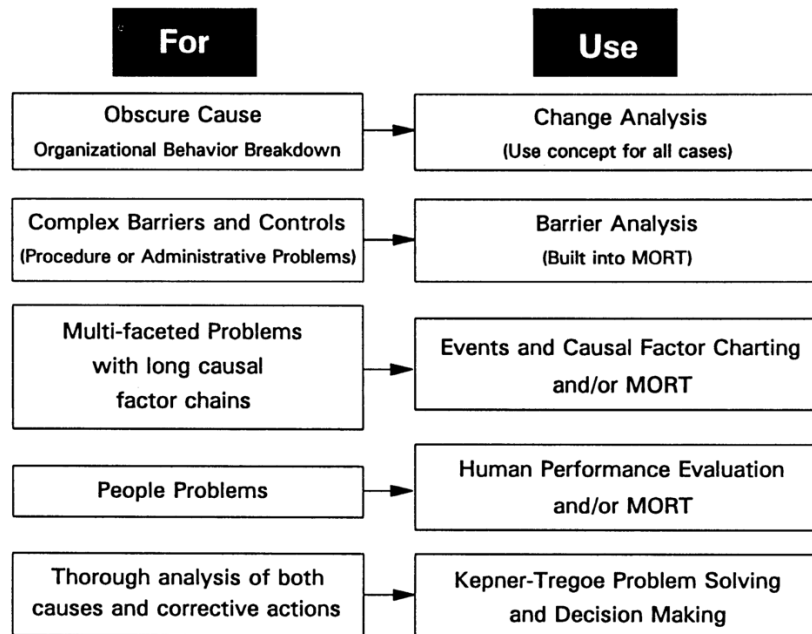 For
Use
Obscure Cause
Organizational Behavior Breakdown
Change Analysis
(Use concept for all cases)
Complex Barriers and Controls
(Procedure or Administrative Problems)
Barrier Analysis
(Built into MORT)
Multi-faceted Problems
with long causal
factor chains
Events and Causal Factor Charting
and/or MORT
People Problems
Human Performance Evaluation
and/or MORT
Thorough analysis of both
causes and corrective actions
Kepner-Tregoe Problem Solving
and Decision Making